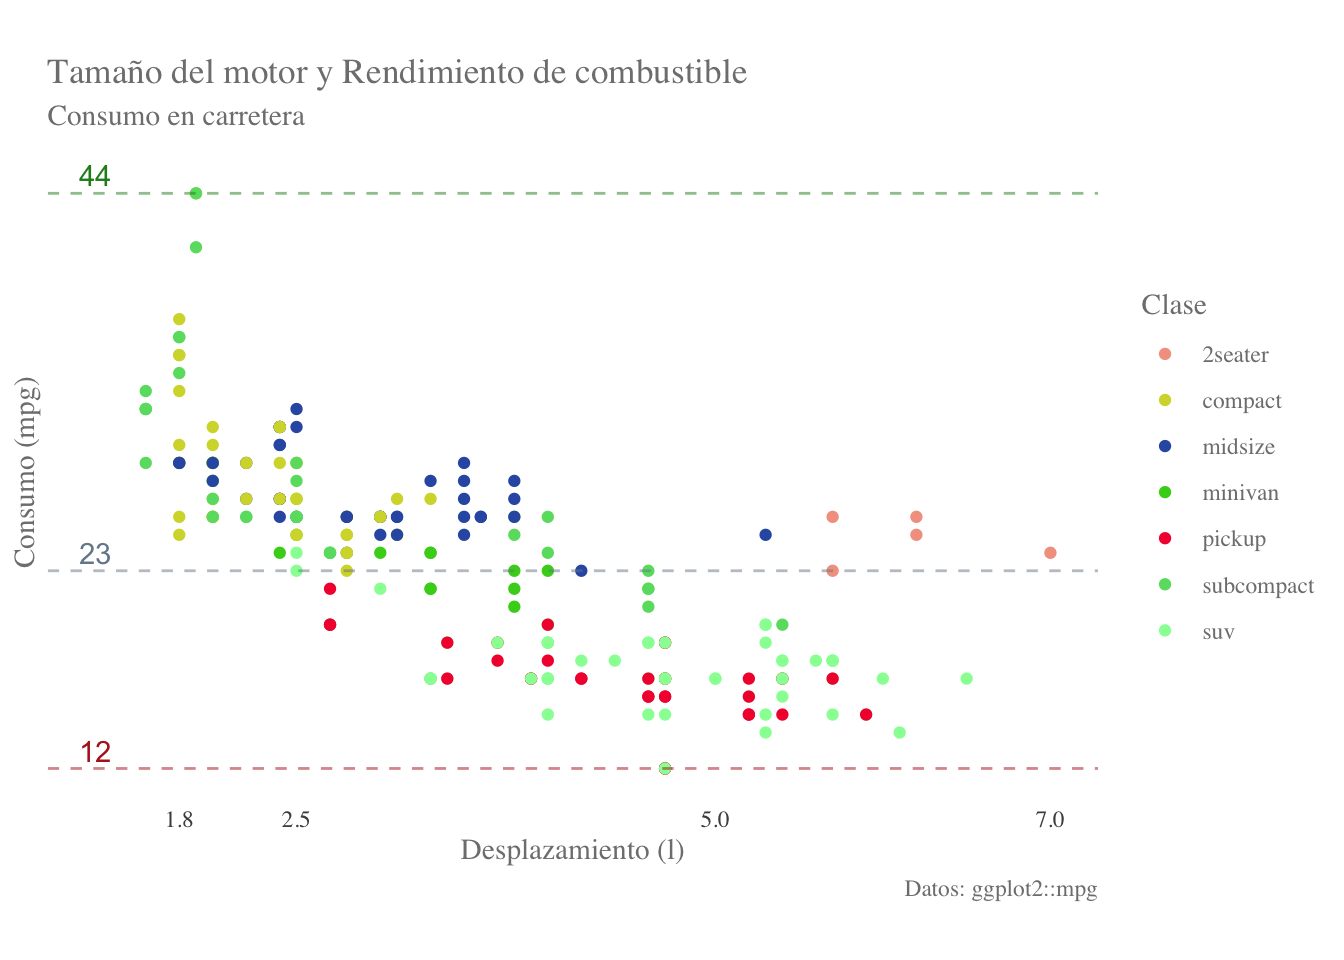 Tamaño del motor y Rendimiento de combustible
Consumo en carretera
44
23
12
Consumo (mpg)
1.8 2.5 5.0 7.0
Desplazamiento (l)
Datos: ggplot2::mpg
Clase
2seater
compact
midsize
minivan
pickup
subcompact
suv